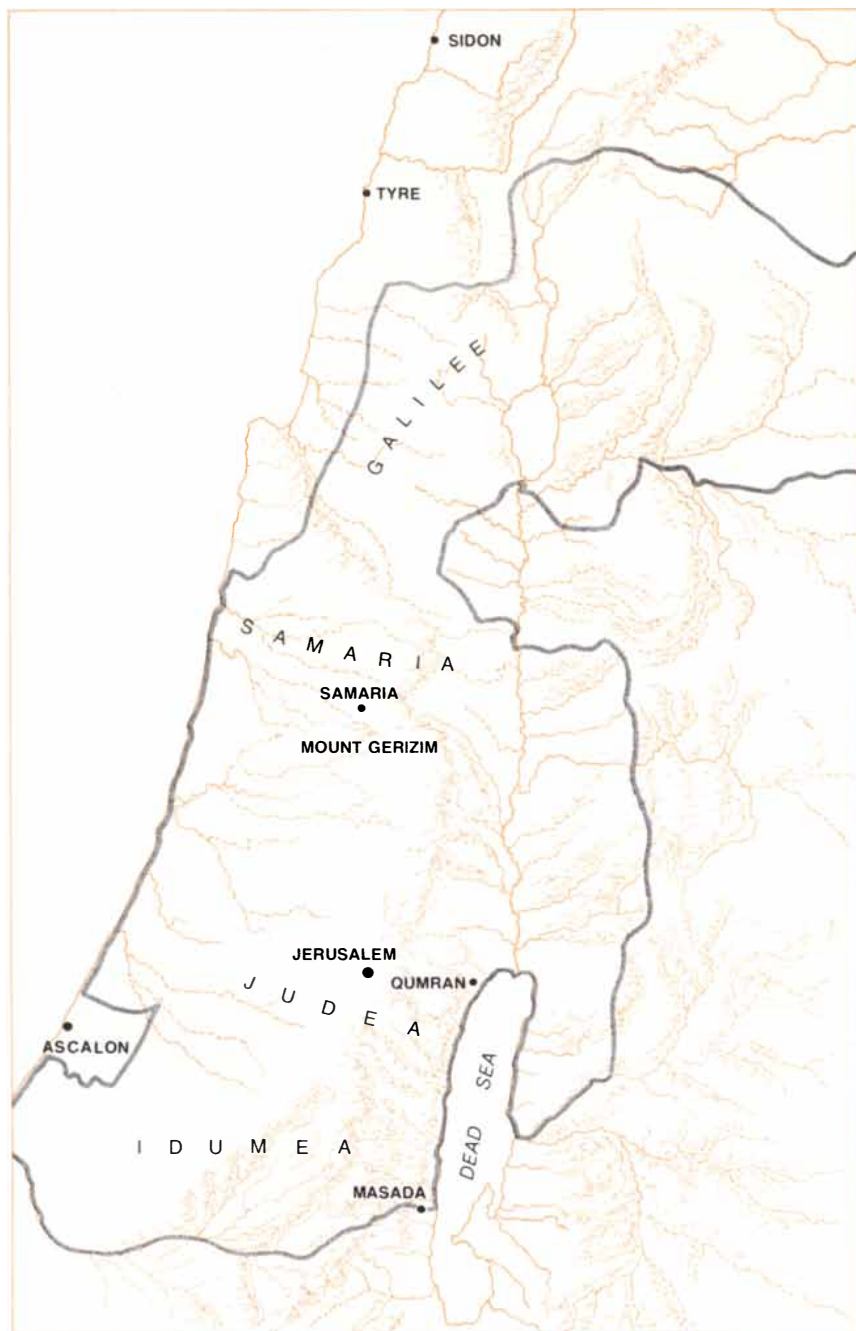 SIDON
TYRE
GALILEE
SAMARIA
SAMARIA
MOUNT GERIZIM
JERUSALEM
QUMRAN
JUDEA
ASCALON
DEAD SEA
IDUMEA
MASADA